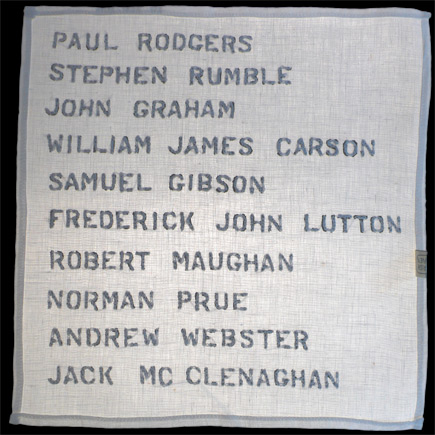 PAUL RODGERS
STEPHEN RUMBLE
JOHN GRAHAM
WILLIAM JAMES CARSON
SAMUEL GIBSON
FREDERICK JOHN LUTTON
ROBERT MAUGHAN
NORMAN PRUE
ANDREW WEBSTER
JACK MC CLENAGHAN